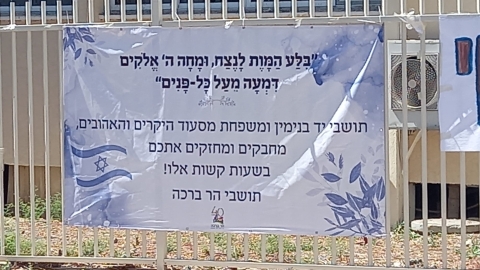 "בִּלַּע הַמָּוֶת לָנֶצַח, וּמָחָה ה' אֱלֹקִים
דִּמְעָה מֵעַל כָּל-פָּנִים"
תושבי יד בנימין ומשפחת מסעוד היקרים והאהובים,
מחבקים ומחזקים אתכם
בשעות קשות אלו!
תושבי הר ברכה